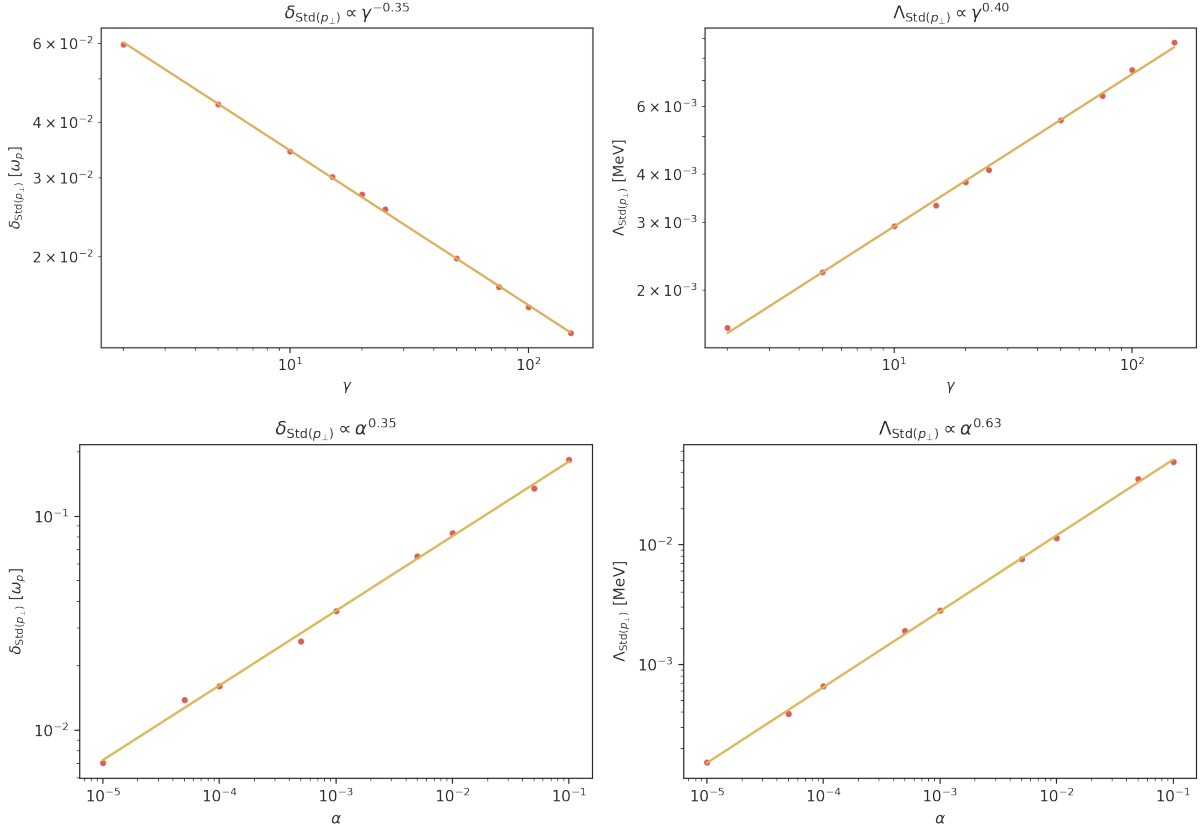 δ_Std(p⊥) ∝ γ^−0.35
6 × 10^−2
4 × 10^−2
3 × 10^−2
2 × 10^−2
δ_Std(p⊥) [ω_p]
10^1
10^2
γ
Λ_Std(p⊥) ∝ γ^0.40
6 × 10^−3
4 × 10^−3
3 × 10^−3
2 × 10^−3
Λ_Std(p⊥) [MeV]
10^1
10^2
γ
δ_Std(p⊥) ∝ α^0.35
10^−1
10^−2
δ_Std(p⊥) [ω_p]
10^−5
10^−4
10^−3
10^−2
10^−1
α
Λ_Std(p⊥) ∝ α^0.63
10^−2
10^−3
Λ_Std(p⊥) [MeV]
10^−5
10^−4
10^−3
10^−2
10^−1
α